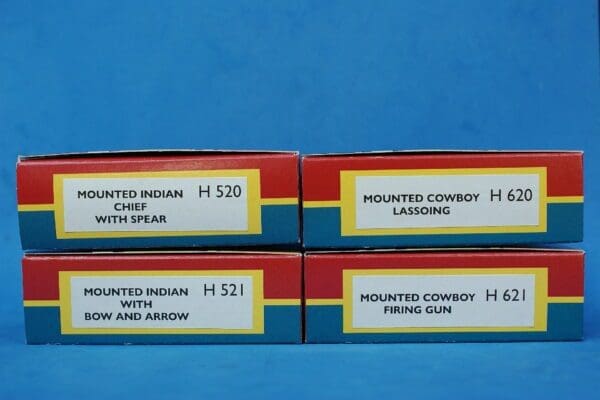 MOUNTED INDIAN H 520
CHIEF
WITH SPEAR
MOUNTED COWBOY H 620
LASSOING
MOUNTED INDIAN H 521
WITH
BOW AND ARROW
MOUNTED COWBOY H 621
FIRING GUN